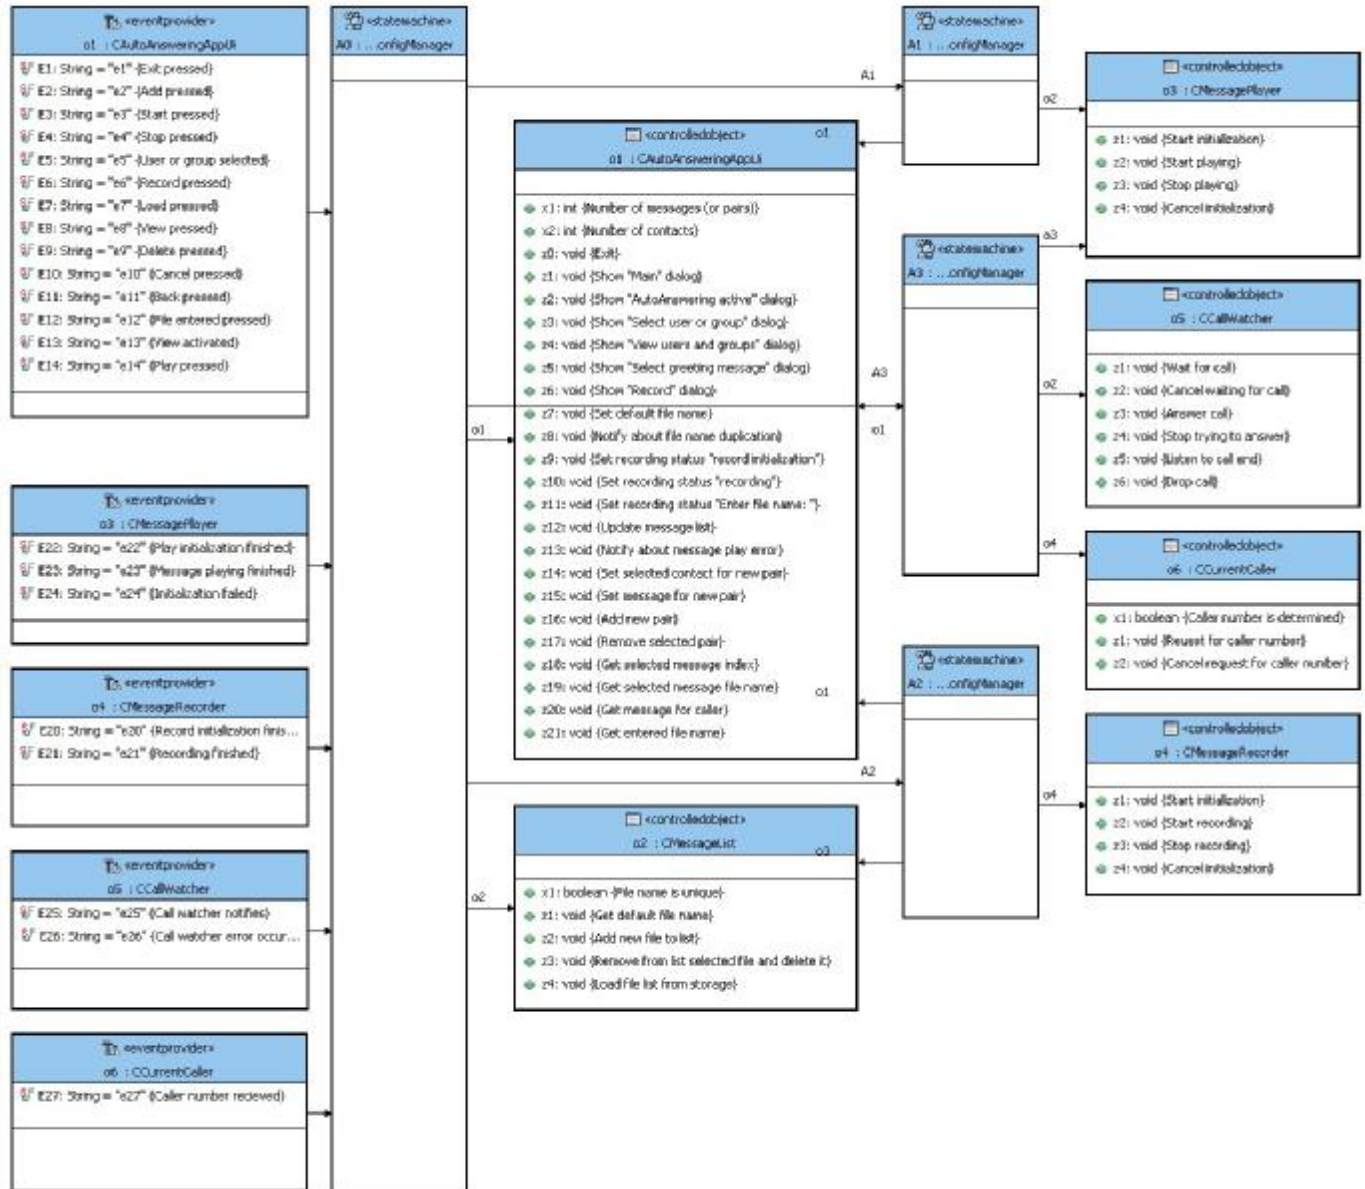 «eventprovider»
o1 : CAutoAnsweringAppUi
E1: String = "e1" {Exit pressed}
E2: String = "e2" {Add pressed}
E3: String = "e3" {Start pressed}
E4: String = "e4" {Stop pressed}
E5: String = "e5" {User or group selected}
E6: String = "e6" {Record pressed}
E7: String = "e7" {Load pressed}
E8: String = "e8" {View pressed}
E9: String = "e9" {Delete pressed}
E10: String = "e10" {Cancel pressed}
E11: String = "e11" {Back pressed}
E12: String = "e12" {File entered pressed}
E13: String = "e13" {View activated}
E14: String = "e14" {Play pressed}
«eventprovider»
o3 : CMessagePlayer
E22: String = "e22" {Play initialization finished}
E23: String = "e23" {Message playing finished}
E24: String = "e24" {Initialization failed}
«eventprovider»
o4 : CMessageRecorder
E20: String = "e20" {Record initialization finis...
E21: String = "e21" {Recording finished}
«eventprovider»
o5 : CCallWatcher
E25: String = "e25" {Call watcher notifies}
E26: String = "e26" {Call watcher error occur...
«eventprovider»
o6 : CCurrentCaller
E27: String = "e27" {Caller number recieved}
«statemachine»
A0 : ...onfigManager
A1
o1
o2
A3
o1
A2
«controlledobject»
o1
o1 : CAutoAnsweringAppUi
x1: int {Number of messages (or pairs)}
x2: int {Number of contacts}
z0: void {Exit}
z1: void {Show "Main" dialog}
z2: void {Show "AutoAnswering active" dialog}
z3: void {Show "Select user or group" dialog}
z4: void {Show "View users and groups" dialog}
z5: void {Show "Select greeting message" dialog}
z6: void {Show "Record" dialog}
z7: void {Set default file name}
z8: void {Notify about file name duplication}
z9: void {Set recording status "record initialization"}
z10: void {Set recording status "recording"}
z11: void {Set recording status "Enter file name: "}
z12: void {Update message list}
z13: void {Notify about message play error}
z14: void {Set selected contact for new pair}
z15: void {Set message for new pair}
z16: void {Add new pair}
z17: void {Remove selected pair}
z18: void {Get selected message index}
z19: void {Get selected message file name}
o1
z20: void {Get message for caller}
z21: void {Get entered file name}
«controlledobject»
o2 : CMessageList
o3
x1: boolean {File name is unique}
z1: void {Get default file name}
z2: void {Add new file to list}
z3: void {Remove from list selected file and delete it}
z4: void {Load file list from storage}
«statemachine»
A1 : ...onfigManager
o2
«statemachine»
A3 : ...onfigManager
o3
o2
o4
«statemachine»
A2 : ...onfigManager
o4
«controlledobject»
o3 : CMessagePlayer
z1: void {Start initialization}
z2: void {Start playing}
z3: void {Stop playing}
z4: void {Cancel initialization}
«controlledobject»
o5 : CCallWatcher
z1: void {Wait for call}
z2: void {Cancel waiting for call}
z3: void {Answer call}
z4: void {Stop trying to answer}
z5: void {Listen to call end}
z6: void {Drop call}
«controlledobject»
o6 : CCurrentCaller
x1: boolean {Caller number is determined}
z1: void {Reuest for caller number}
z2: void {Cancel request for caller number}
«controlledobject»
o4 : CMessageRecorder
z1: void {Start initialization}
z2: void {Start recording}
z3: void {Stop recording}
z4: void {Cancel initialization}